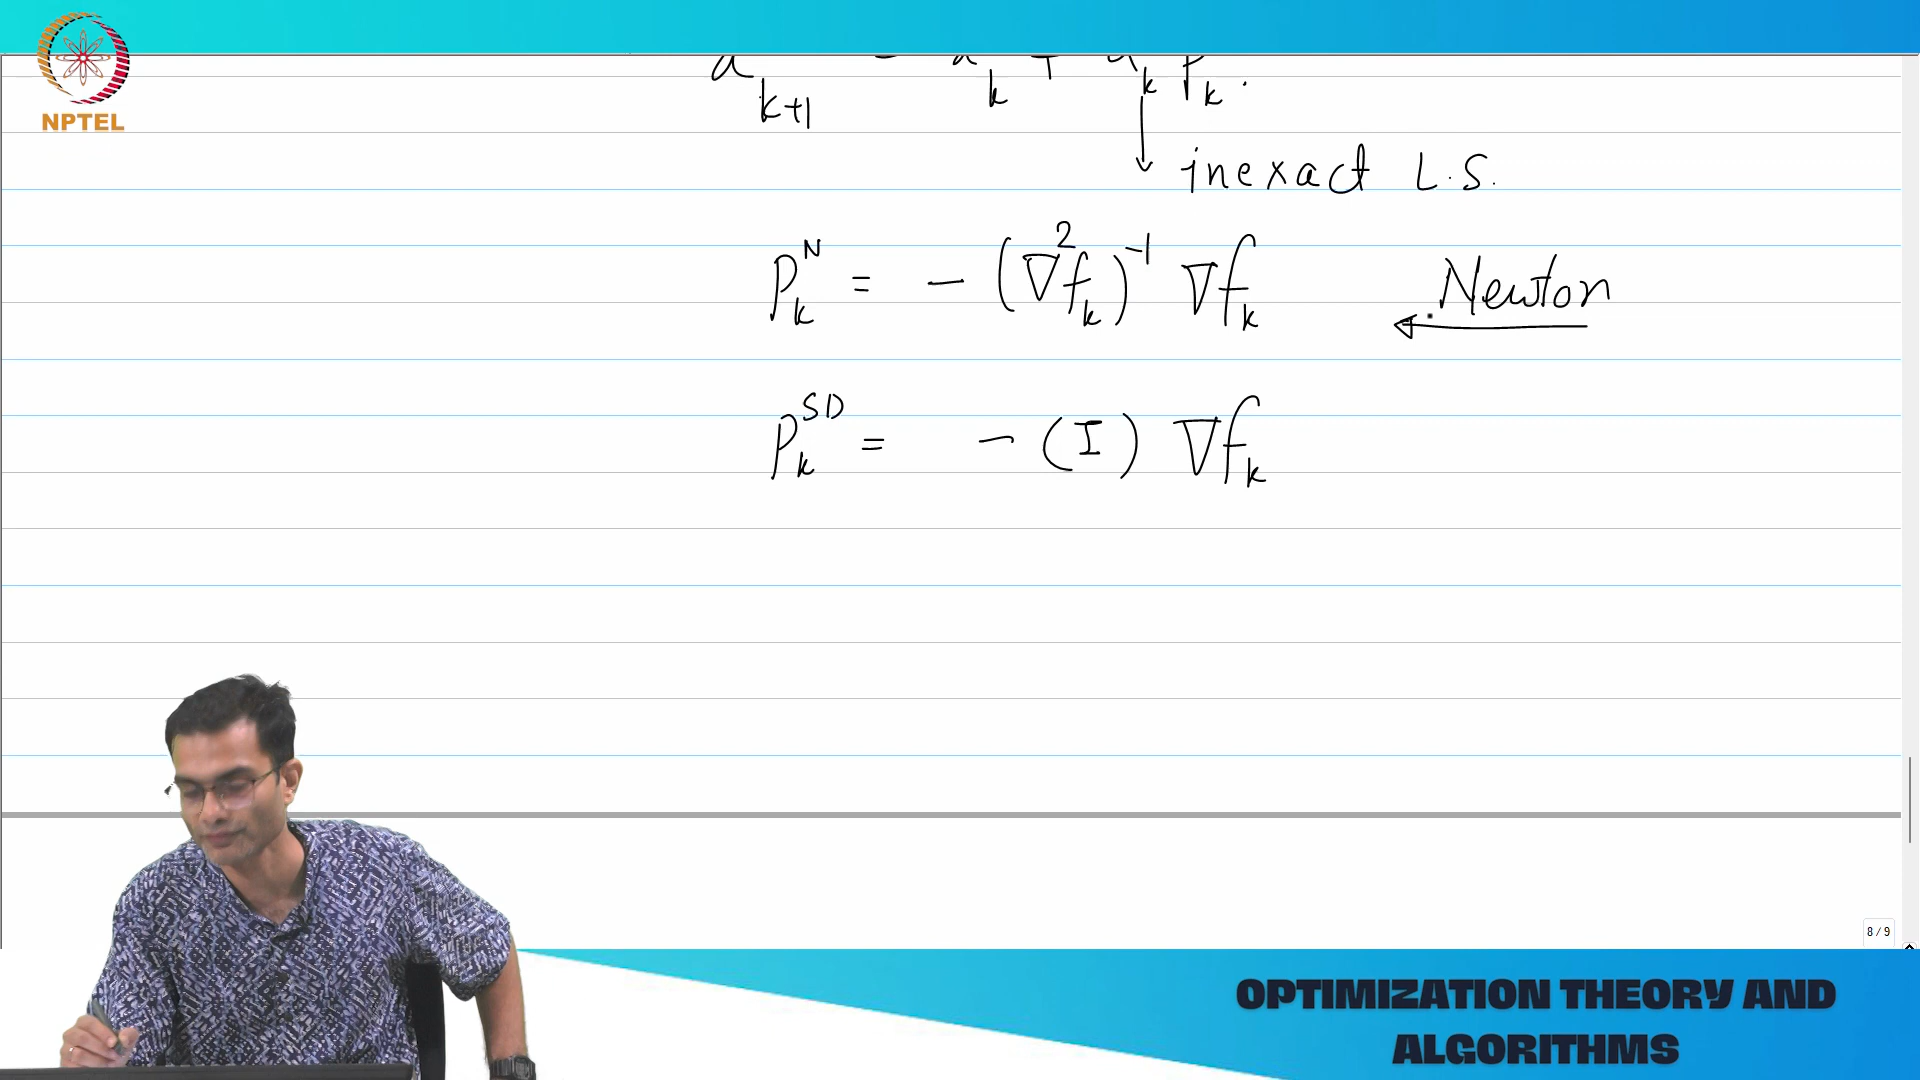 NPTEL
x_{k+1} = x_k + α_k p_k.
inexact L.S.
p_k^N = - (∇²f_k)^{-1} ∇f_k
Newton
p_k^{SD} = - (I) ∇f_k
8 / 9
OPTIMIZATION THEORY AND
ALGORITHMS